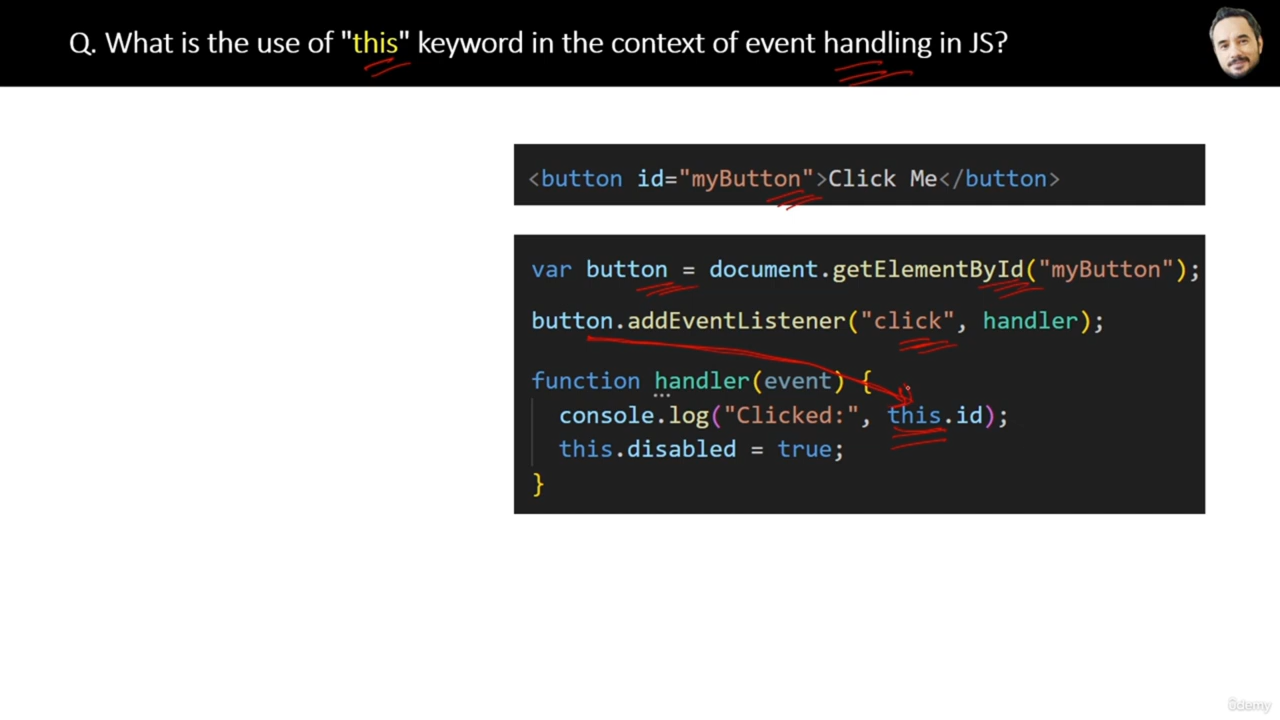 Q. What is the use of "this" keyword in the context of event handling in JS?
<button id="myButton">Click Me</button>
var button = document.getElementById("myButton");
button.addEventListener("click", handler);
function handler(event) {
console.log("Clicked:", this.id);
this.disabled = true;
}
ûdemy